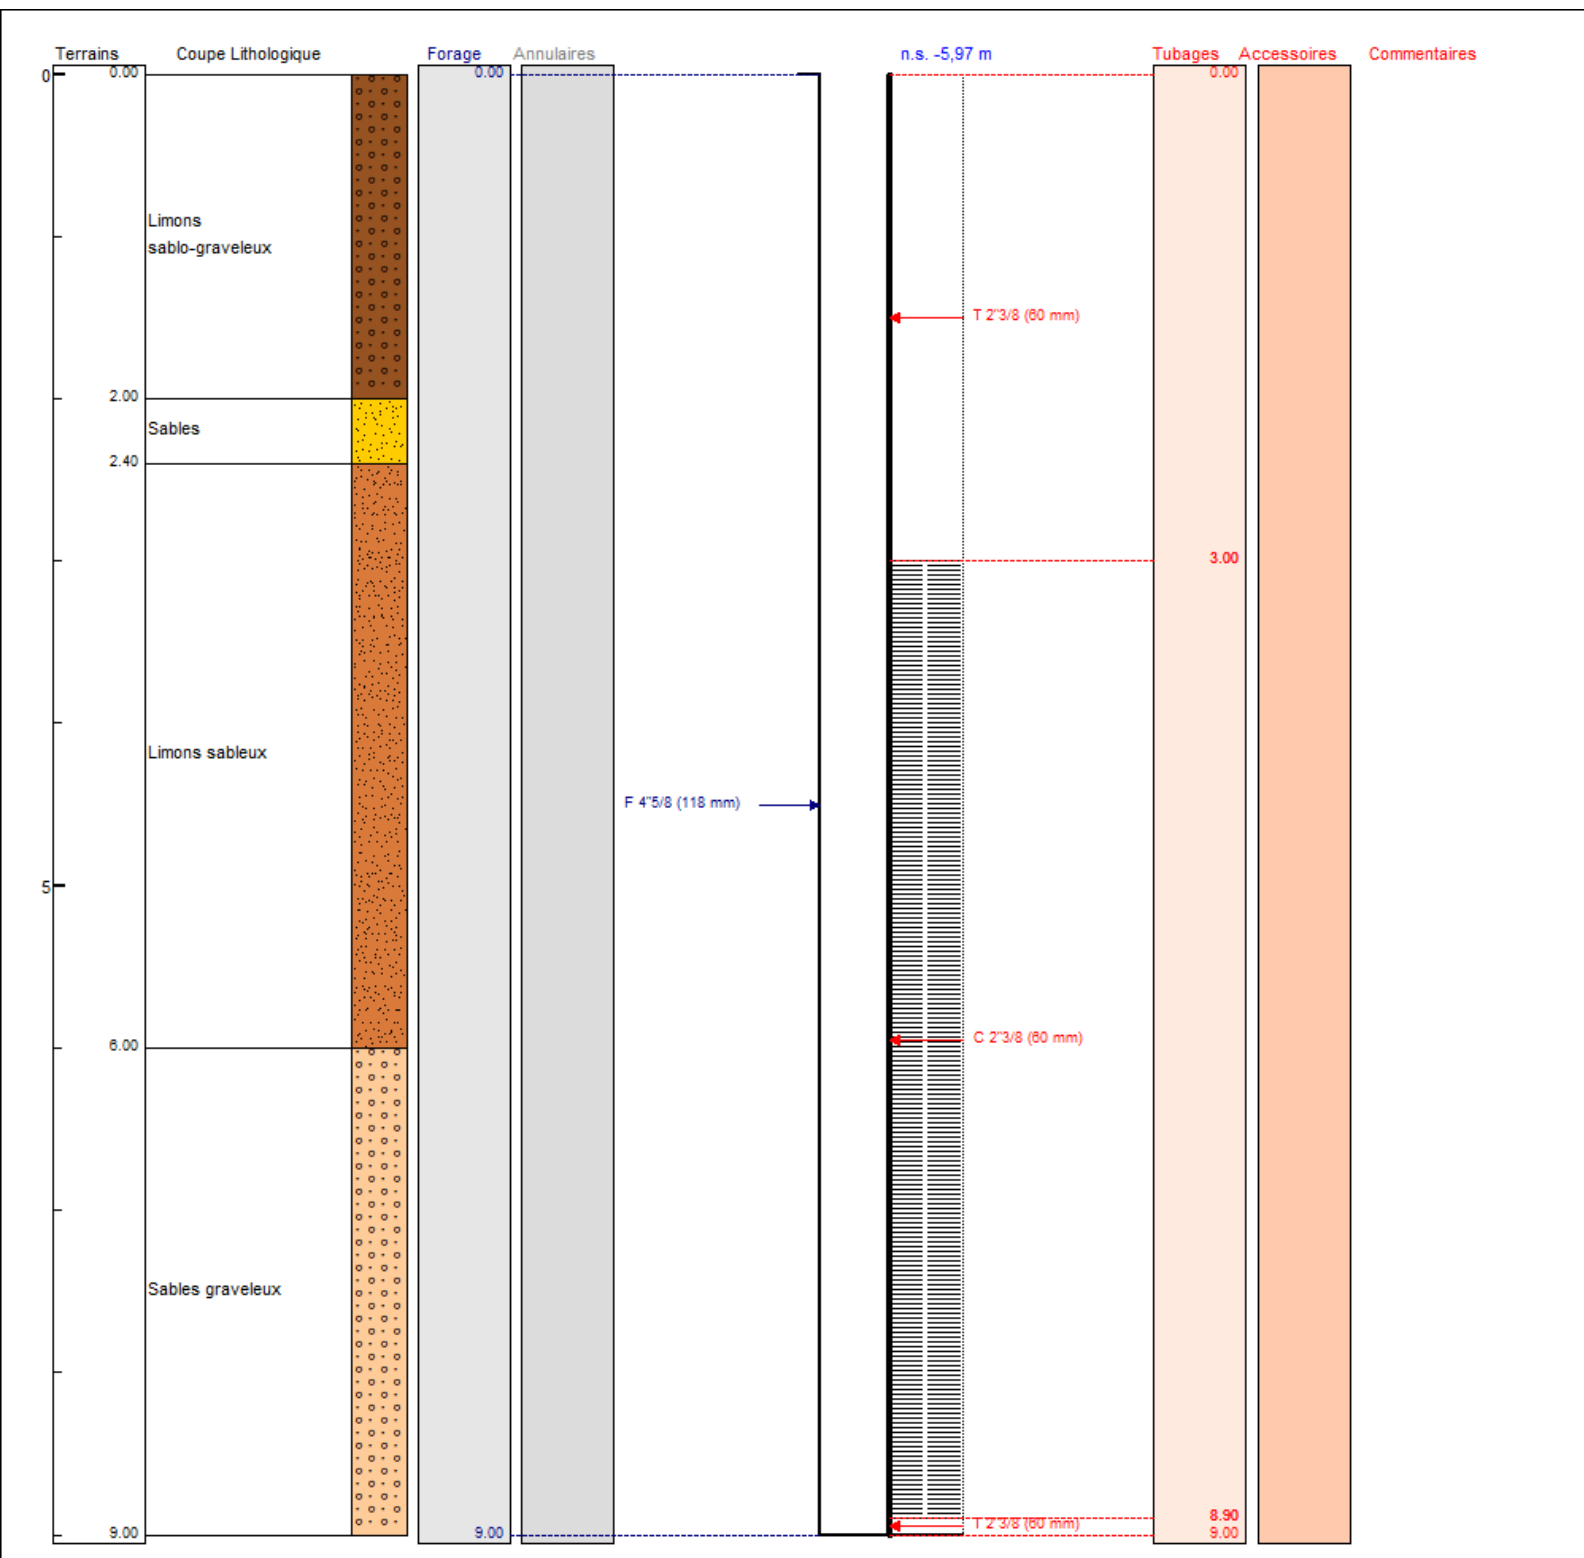 Terrains Coupe Lithologique Forage Annulaires n.s. -5,97 m Tubages Accessoires Commentaires
0 0.00 0.00 0.00
Limons
sablo-graveleux
T 2"3/8 (60 mm)
2.00
Sables
2.40
3.00
Limons sableux
F 4"5/8 (118 mm)
5
C 2"3/8 (60 mm)
6.00
Sables graveleux
8.90
T 2"3/8 (60 mm)
9.00 9.00 9.00